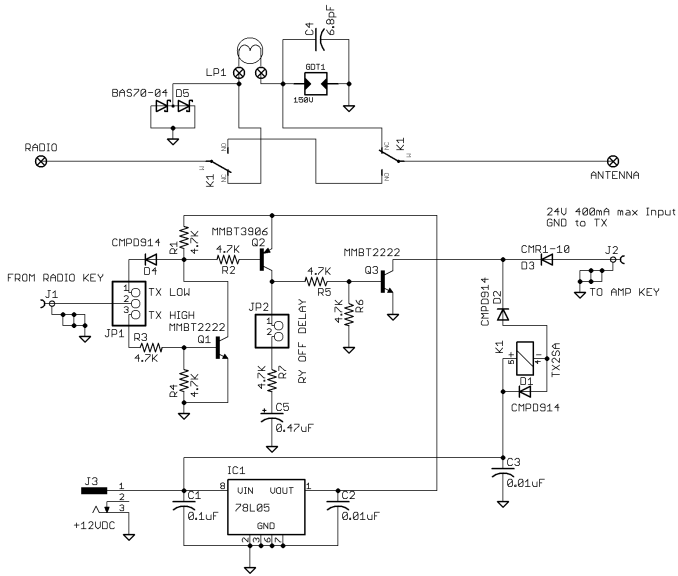 C4
6.8pF
LP1
GDT1
150V
BAS70-04 D5
RADIO
NO
NC
K1
K1
NC
NO
ANTENNA
24V 400mA max Input
GND to TX
MMBT3906
Q2
CMPD914
D4
R1
4.7K
4.7K
R2
MMBT2222
Q3
4.7K
R5
R6
4.7K
CMR1-10
D3
J2
TO AMP KEY
FROM RADIO KEY
J1
1
2
3
TX LOW
TX HIGH
JP1
MMBT2222
Q1
R3
4.7K
R4
4.7K
JP2
1
2
RY OFF DELAY
R7
4.7K
C5
0.47uF
CMPD914
D2
K1
5 +
4 -
TX2SA
D1
CMPD914
C3
0.01uF
J3
1
2
3
+12VDC
C1
0.1uF
IC1
8
VIN
VOUT
1
78L05
GND
2
3
6
7
C2
0.01uF